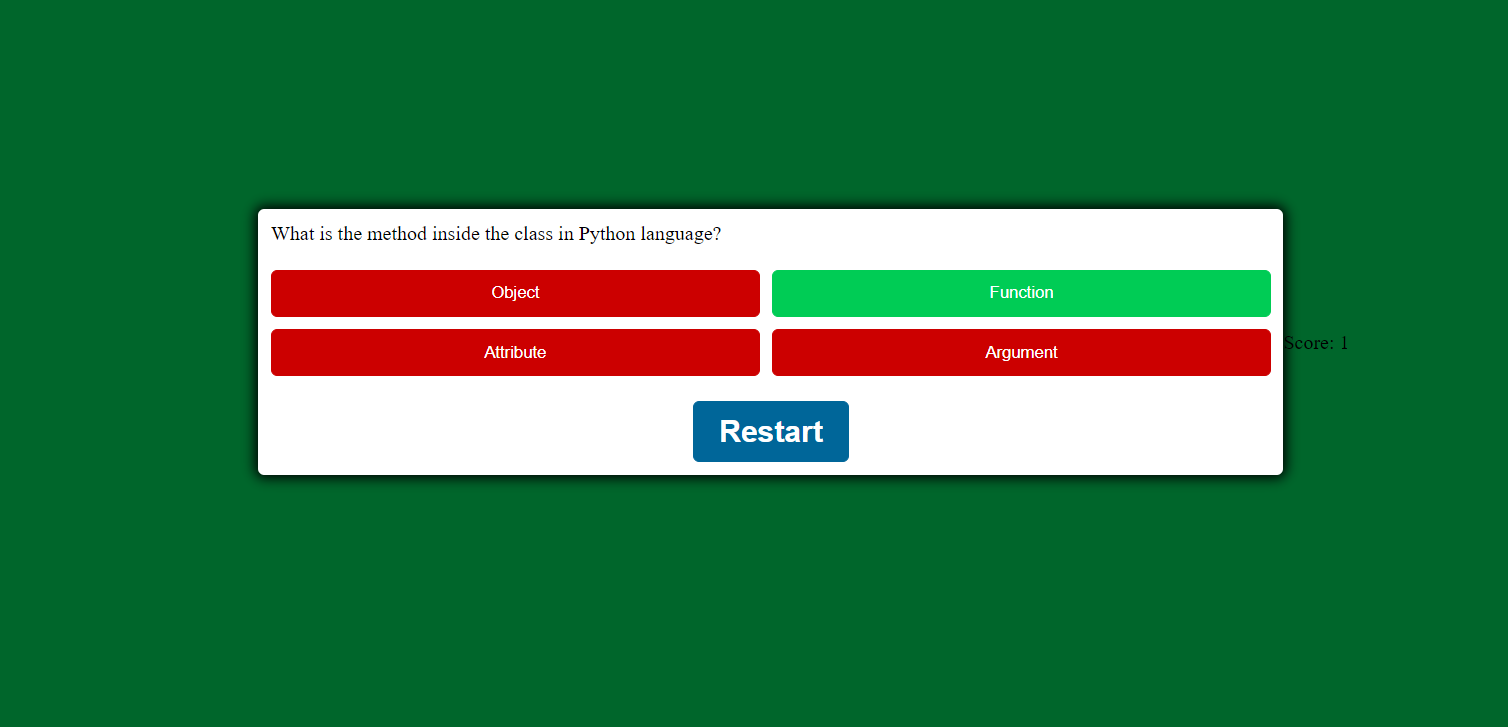 What is the method inside the class in Python language?
Object
Function
Attribute
Argument
Score: 1
Restart